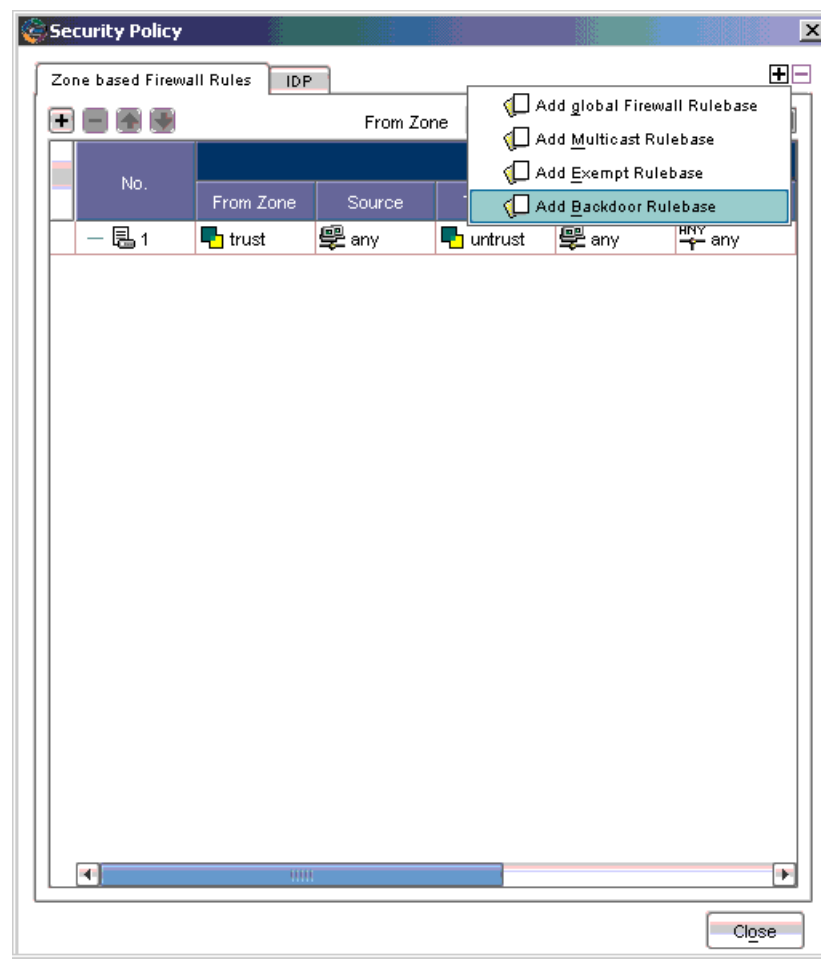 Security Policy
Zone based Firewall Rules IDP
Add global Firewall Rulebase
Add Multicast Rulebase
Add Exempt Rulebase
Add Backdoor Rulebase
From Zone
No. From Zone Source
1 trust any untrust any ANY any
Close